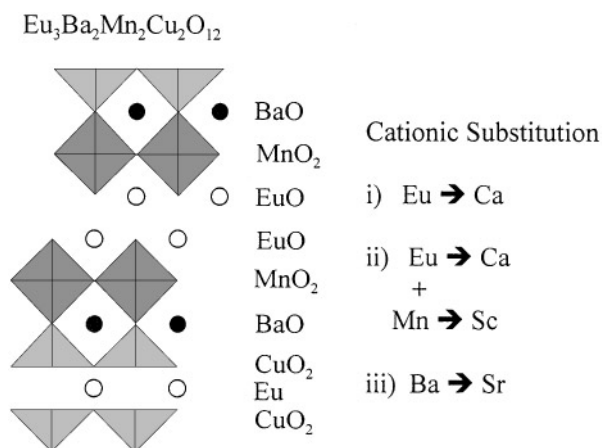 Eu₃Ba₂Mn₂Cu₂O₁₂
BaO
MnO₂
EuO
EuO
MnO₂
BaO
CuO₂
Eu
CuO₂
Cationic Substitution
i) Eu ➔ Ca
ii) Eu ➔ Ca
+
Mn ➔ Sc
iii) Ba ➔ Sr